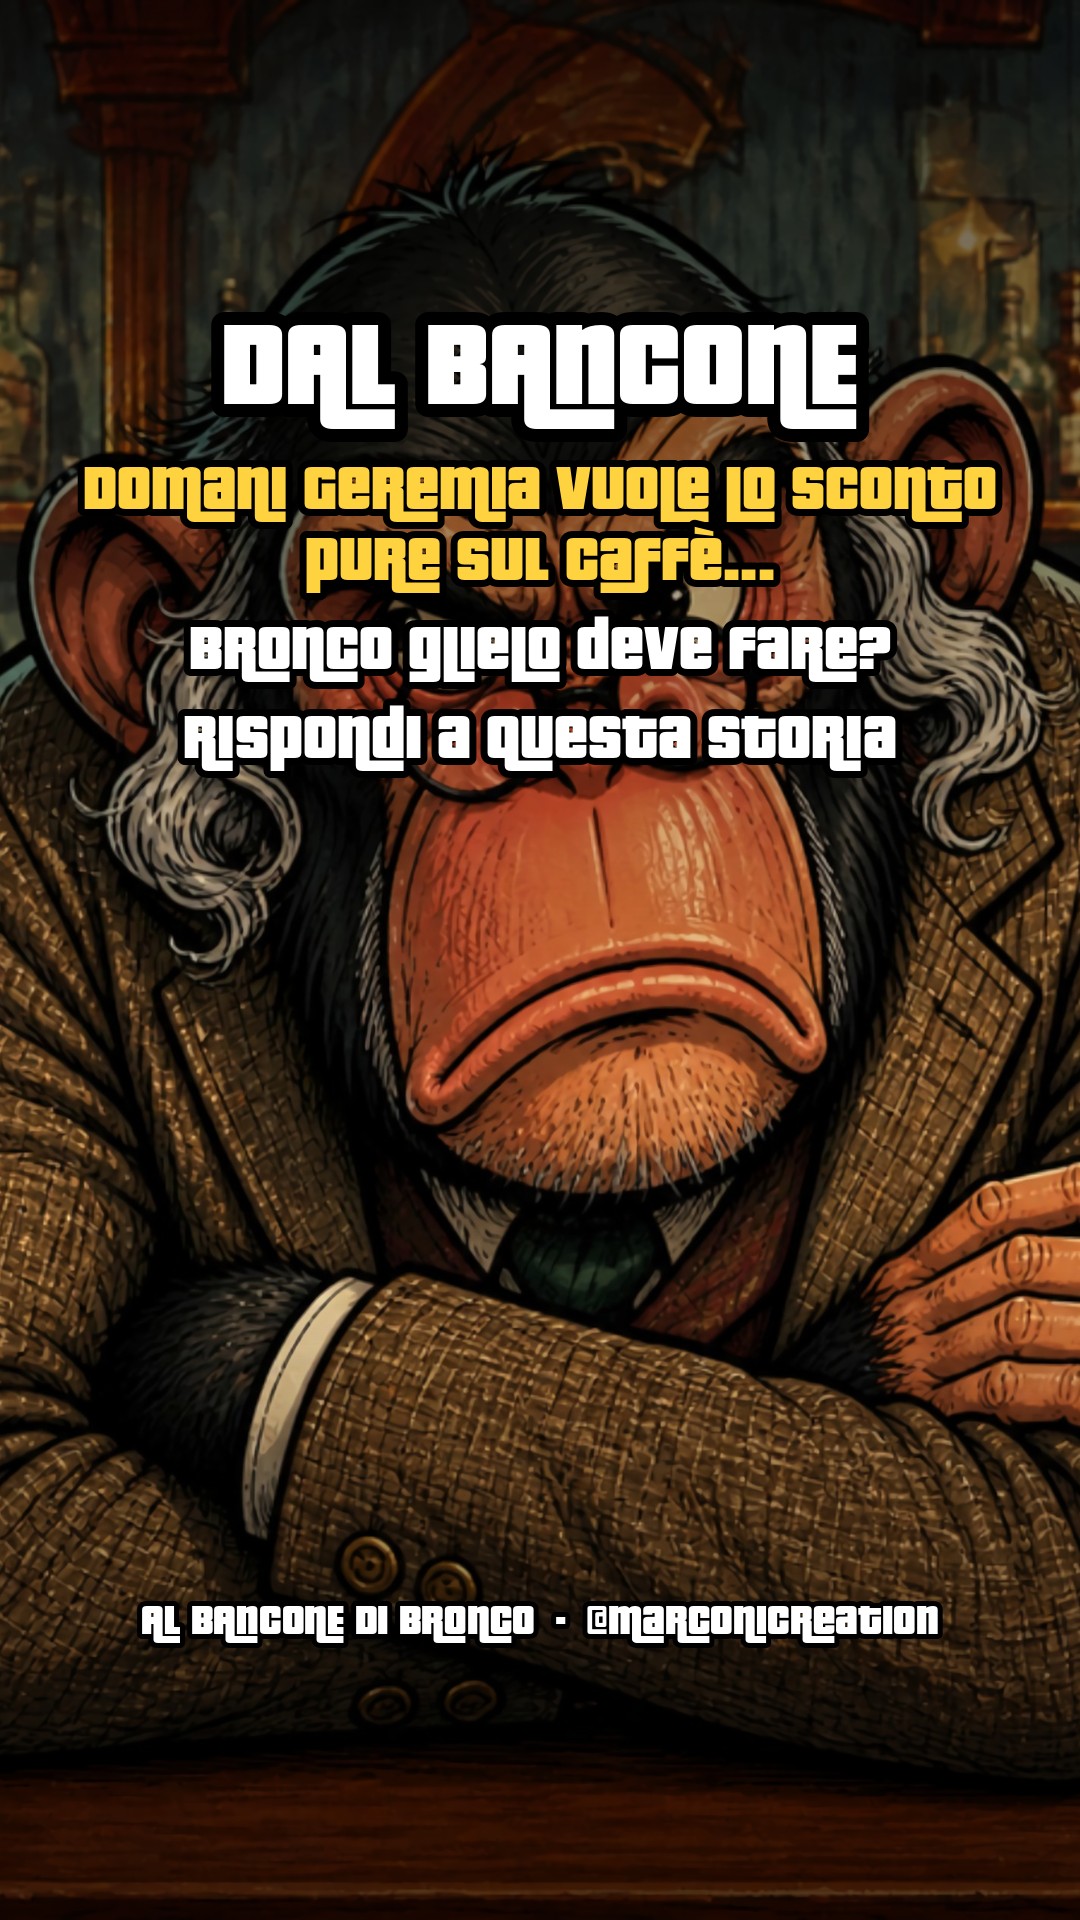 DAL BANCONE
DOMANI GEREMIA VUOLE LO SCONTO
PURE SUL CAFFÈ...
BRONCO GLIELO DEVE FARE?
RISPONDI A QUESTA STORIA
AL BANCONE DI BRONCO - @MARCONICREATION